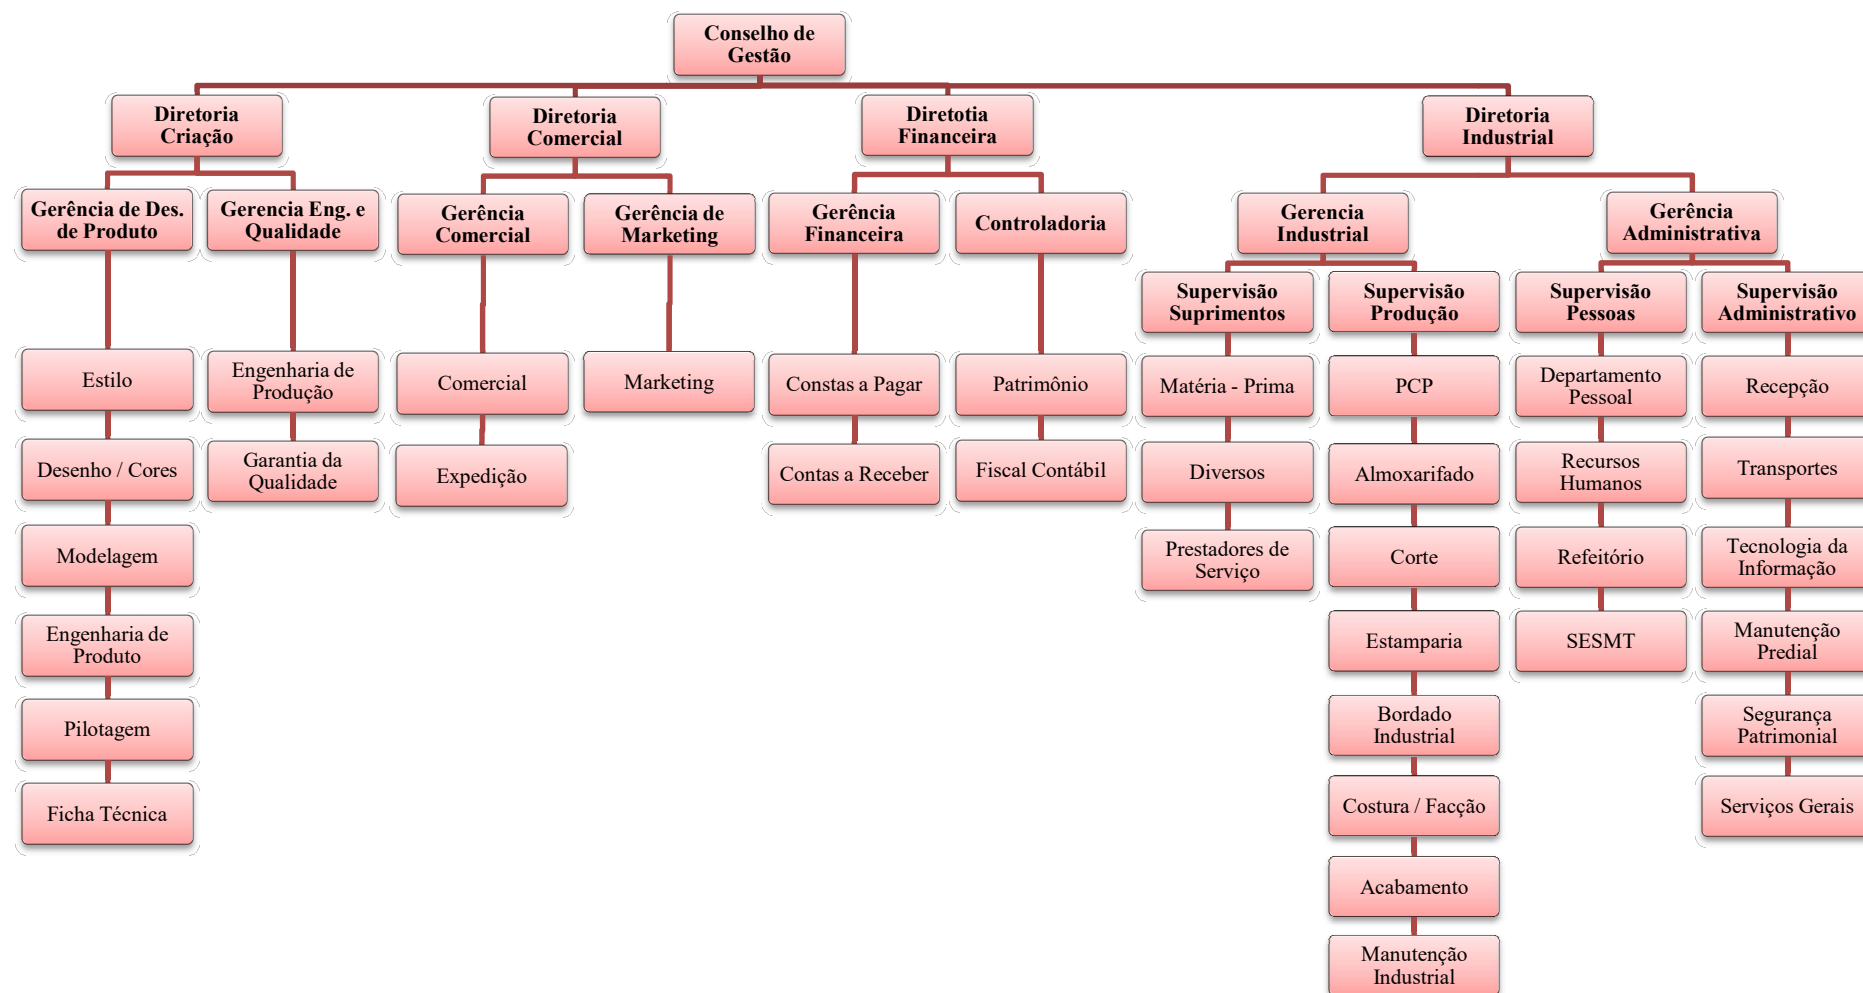 Conselho de
Gestão
Diretoria
Criação
Diretoria
Comercial
Diretotia
Financeira
Diretoria
Industrial
Gerência de Des.
de Produto
Gerencia Eng. e
Qualidade
Gerência
Comercial
Gerência de
Marketing
Gerência
Financeira
Controladoria
Gerencia
Industrial
Gerência
Administrativa
Supervisão
Suprimentos
Supervisão
Produção
Supervisão
Pessoas
Supervisão
Administrativo
Estilo
Engenharia de
Produção
Comercial
Marketing
Constas a Pagar
Patrimônio
Matéria - Prima
PCP
Departamento
Pessoal
Recepção
Desenho / Cores
Garantia da
Qualidade
Expedição
Contas a Receber
Fiscal Contábil
Diversos
Almoxarifado
Recursos
Humanos
Transportes
Modelagem
Prestadores de
Serviço
Corte
Refeitório
Tecnologia da
Informação
Engenharia de
Produto
Estamparia
SESMT
Manutenção
Predial
Pilotagem
Bordado
Industrial
Segurança
Patrimonial
Ficha Técnica
Costura / Facção
Serviços Gerais
Acabamento
Manutenção
Industrial